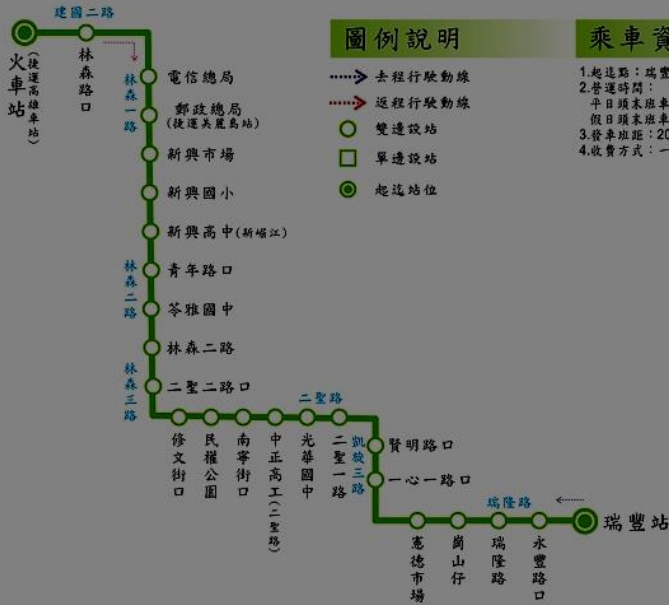 建國二路
火車站
(捷運高雄車站)
林森路口
林森一路
電信總局
郵政總局
(捷運美麗島站)
新興市場
新興國小
新興高中(新崛江)
林森二路
青年路口
苓雅國中
林森二路
林森三路
二聖二路口
二聖路
修文街口
民權公園
南寧街口
中正高工(二聖路)
光華國中
二聖一路
凱旋三路
賢明路口
一心一路口
瑞隆路
憲德市場
崗山仔
瑞隆路
永豐路口
瑞豐站
圖例說明
去程行駛動線
返程行駛動線
雙邊設站
單邊設站
起迄站位
乘車資
1.起迄點：瑞豐
2.營運時間：
平日頭末班車
假日頭末班車
3.發車班距：20
4.收費方式：一